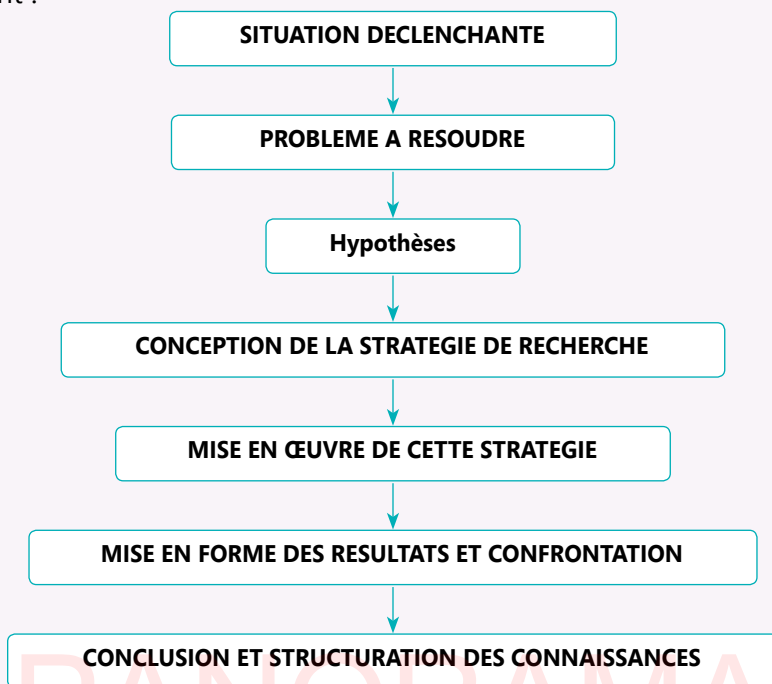 SITUATION DECLENCHANTE
PROBLEME A RESOUDRE
Hypothèses
CONCEPTION DE LA STRATEGIE DE RECHERCHE
MISE EN ŒUVRE DE CETTE STRATEGIE
MISE EN FORME DES RESULTATS ET CONFRONTATION
CONCLUSION ET STRUCTURATION DES CONNAISSANCES
PANORAMA